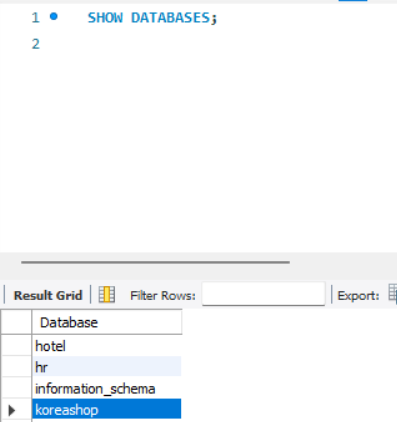 1 SHOW DATABASES;
2
Result Grid Filter Rows: Export:
Database
hotel
hr
information_schema
koreashop